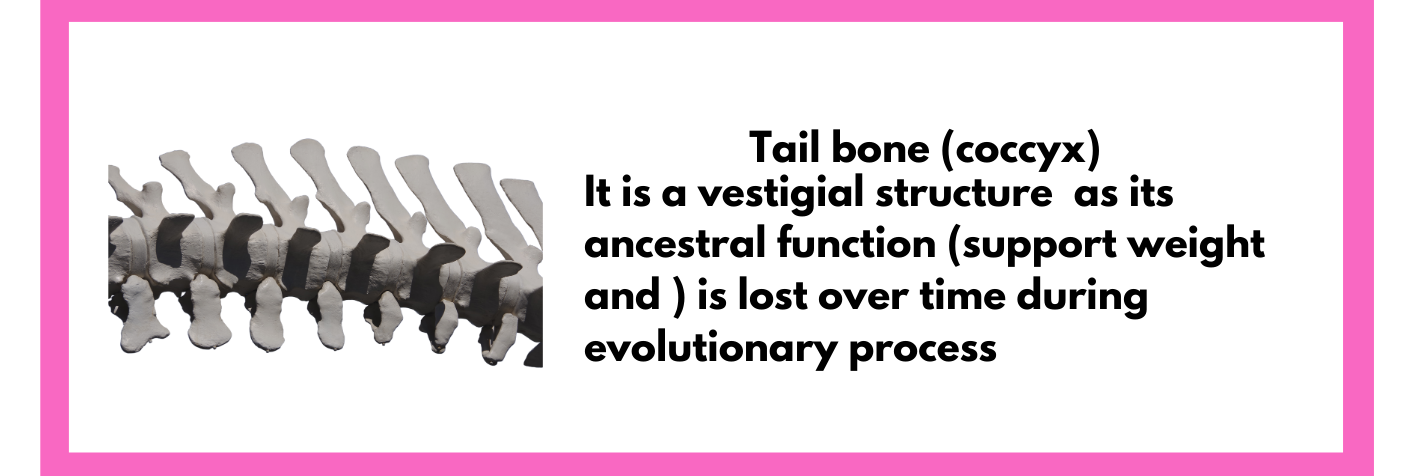 Tail bone (coccyx)
It is a vestigial structure  as its
ancestral function (support weight
and ) is lost over time during
evolutionary process